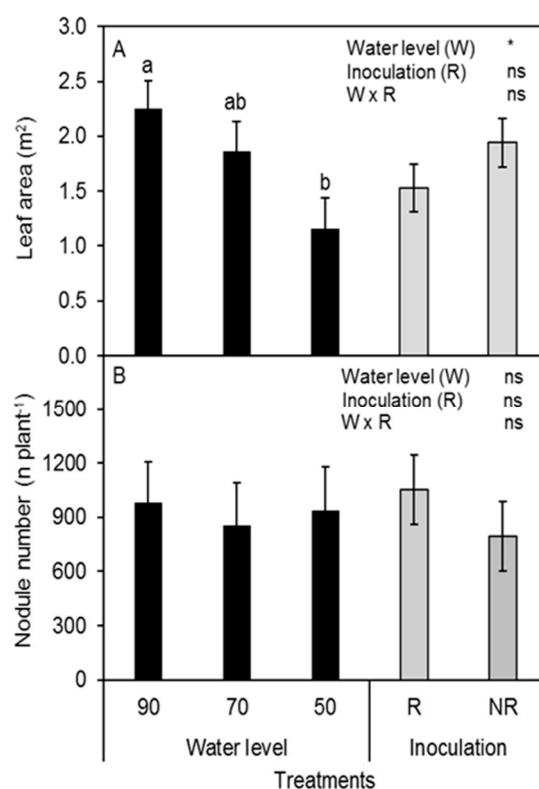 A
Water level (W) *
Inoculation (R) ns
W x R ns
a
ab
b
3.0
2.5
2.0
1.5
1.0
0.5
0.0
Leaf area (m²)
B
Water level (W) ns
Inoculation (R) ns
W x R ns
1500
1200
900
600
300
0
Nodule number (n plant⁻¹)
90 70 50 R NR
Water level Inoculation
Treatments